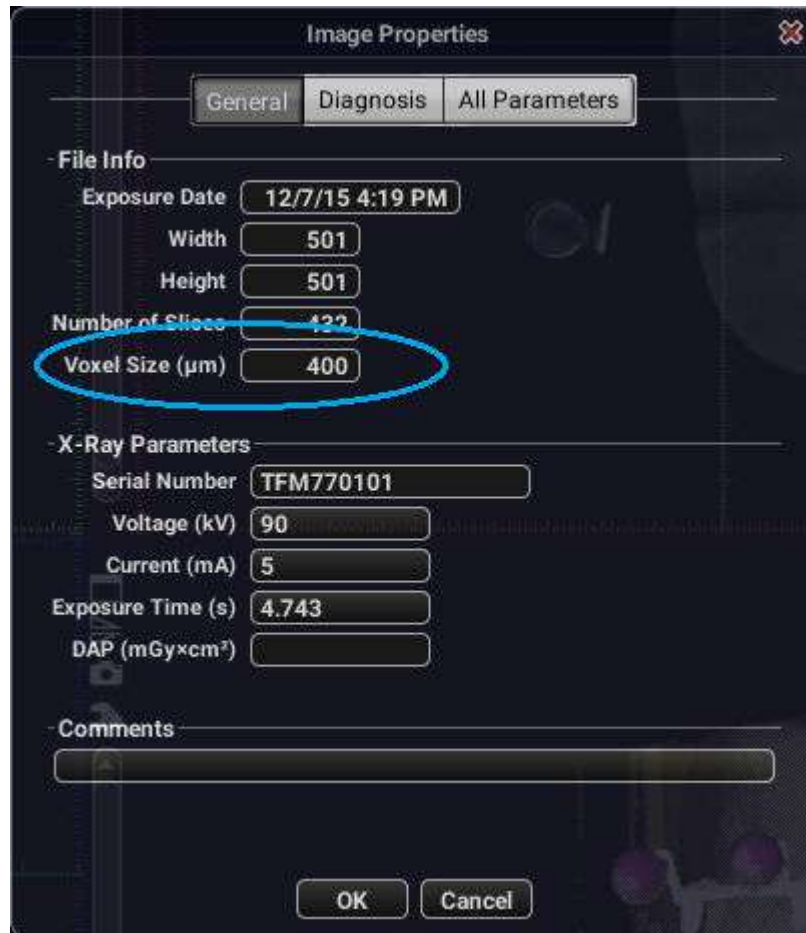 Image Properties
General Diagnosis All Parameters
File Info
Exposure Date 12/7/15 4:19 PM
Width 501
Height 501
Number of Slices 432
Voxel Size (µm) 400
X-Ray Parameters
Serial Number TFM770101
Voltage (kV) 90
Current (mA) 5
Exposure Time (s) 4.743
DAP (mGy×cm²)
Comments
OK Cancel